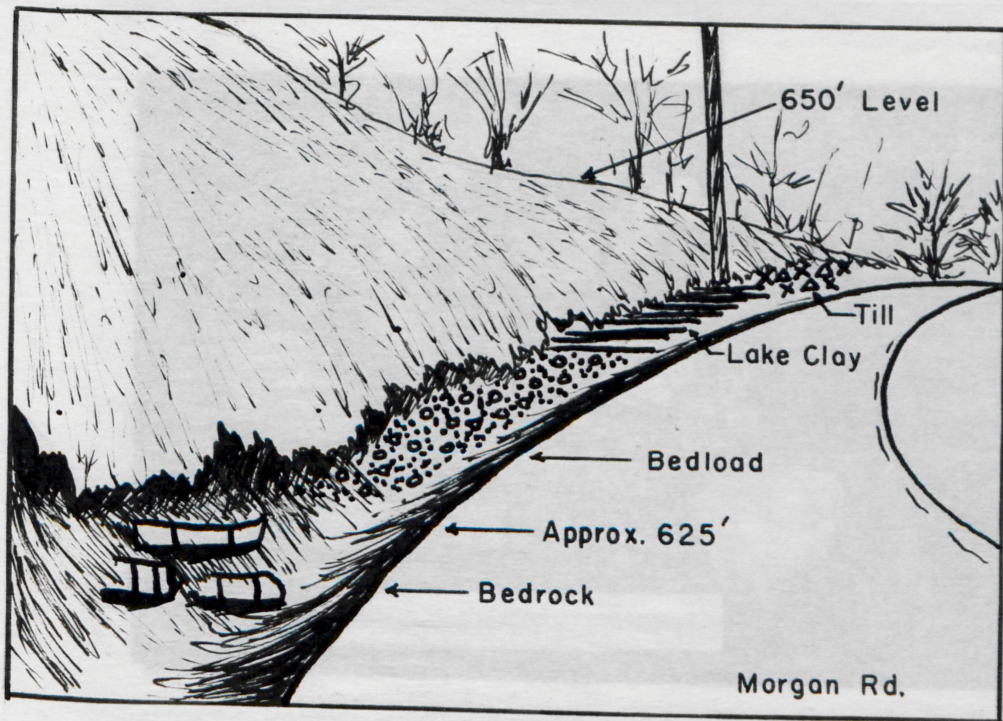 650' Level
Till
Lake Clay
Bedload
Approx. 625'
Bedrock
Morgan Rd.